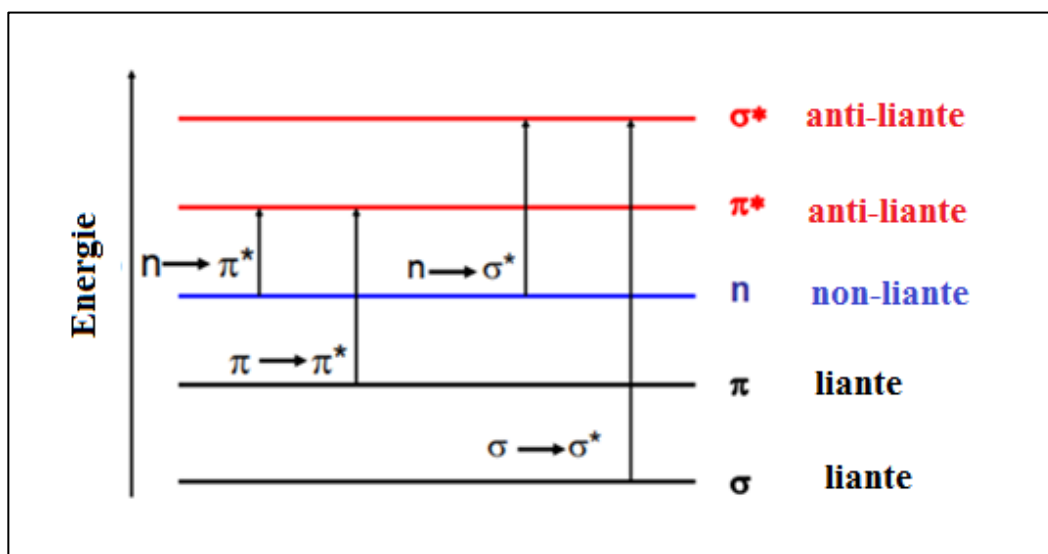 σ* anti-liante
π* anti-liante
n → π*
n → σ*
n non-liante
π → π*
π liante
σ → σ*
σ liante
Energie